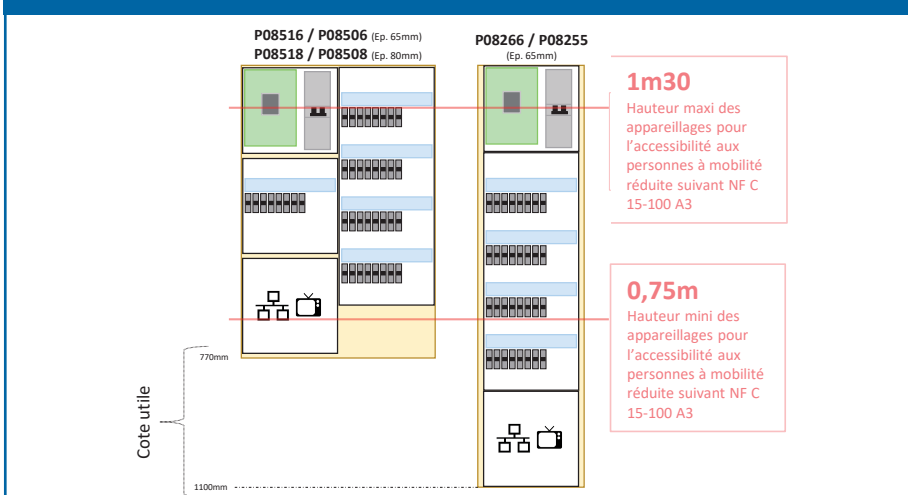 P08516 / P08506 (Ep. 65mm)
P08518 / P08508 (Ep. 80mm)
P08266 / P08255
(Ep. 65mm)
1m30
Hauteur maxi des
appareillages pour
l’accessibilité aux
personnes à mobilité
réduite suivant NF C
15-100 A3
0,75m
Hauteur mini des
appareillages pour
l’accessibilité aux
personnes à mobilité
réduite suivant NF C
15-100 A3
770mm
Cote utile
1100mm